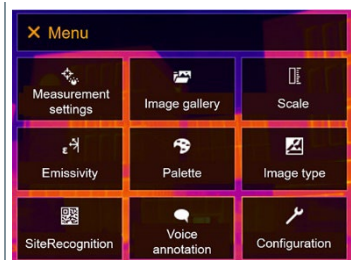 × Menu
Measurement
settings
Image gallery
Scale
ε
Emissivity
Palette
Image type
SiteRecognition
Voice
annotation
Configuration